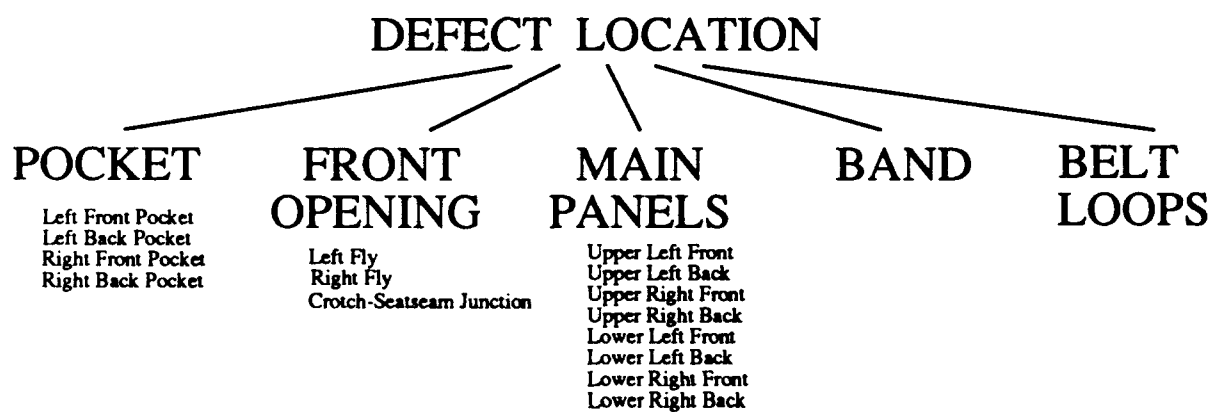 DEFECT LOCATION
POCKET
Left Front Pocket
Left Back Pocket
Right Front Pocket
Right Back Pocket
FRONT
OPENING
Left Fly
Right Fly
Crotch-Seatseam Junction
MAIN
PANELS
Upper Left Front
Upper Left Back
Upper Right Front
Upper Right Back
Lower Left Front
Lower Left Back
Lower Right Front
Lower Right Back
BAND
BELT
LOOPS